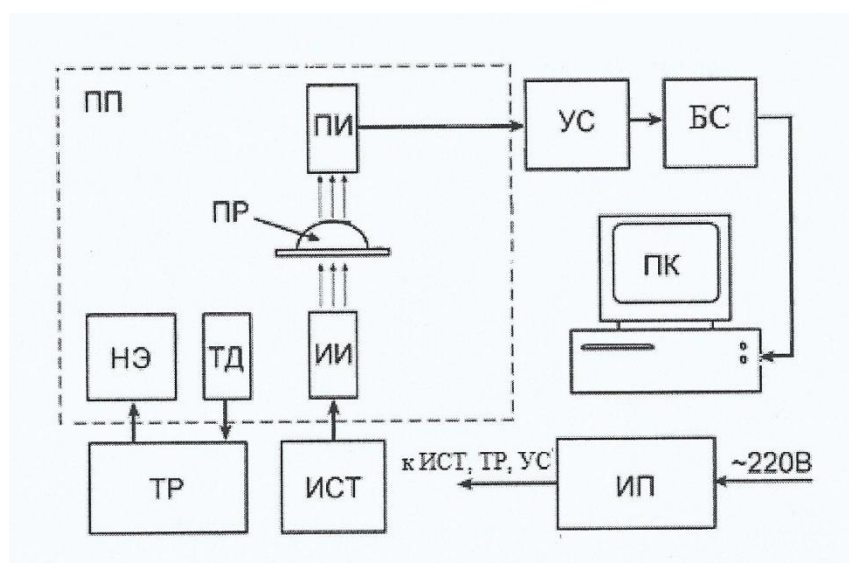 ПП
ПИ
УС
БС
ПР
ПК
НЭ
ТД
ИИ
к ИСТ, ТР, УС
~220В
ТР
ИСТ
ИП